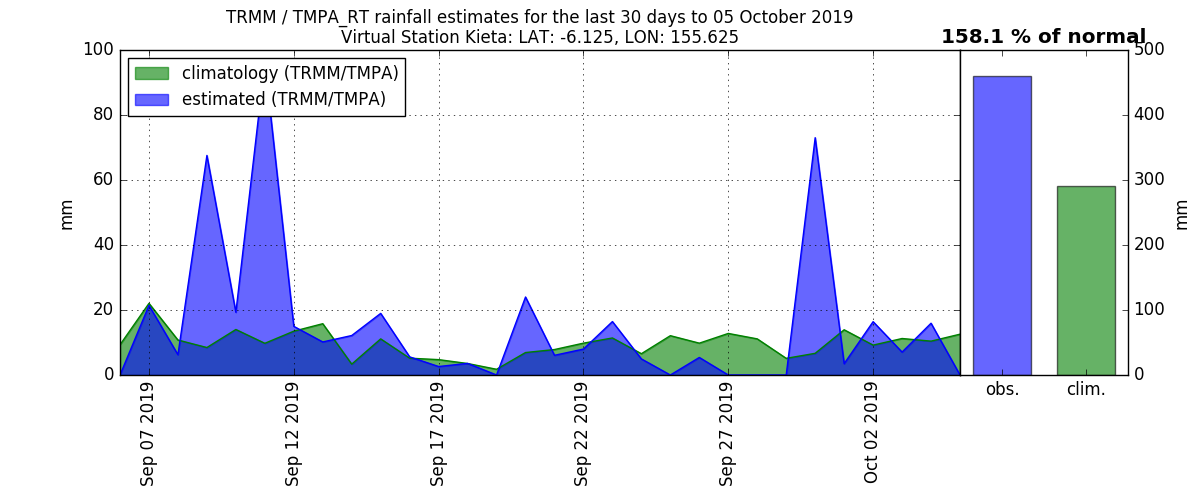 TRMM / TMPA_RT rainfall estimates for the last 30 days to 05 October 2019
Virtual Station Kieta: LAT: -6.125, LON: 155.625
158.1 % of normal
climatology (TRMM/TMPA)
estimated (TRMM/TMPA)
100
80
60
40
20
0
mm
500
400
300
200
100
0
mm
Sep 07 2019
Sep 12 2019
Sep 17 2019
Sep 22 2019
Sep 27 2019
Oct 02 2019
obs.
clim.